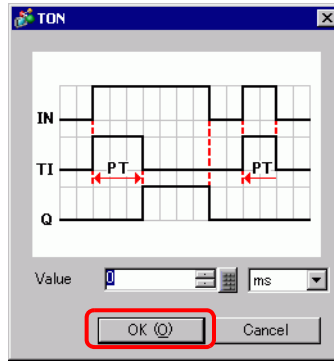 TON
IN
TI PT PT
Q
Value 0 ms
OK (O) Cancel